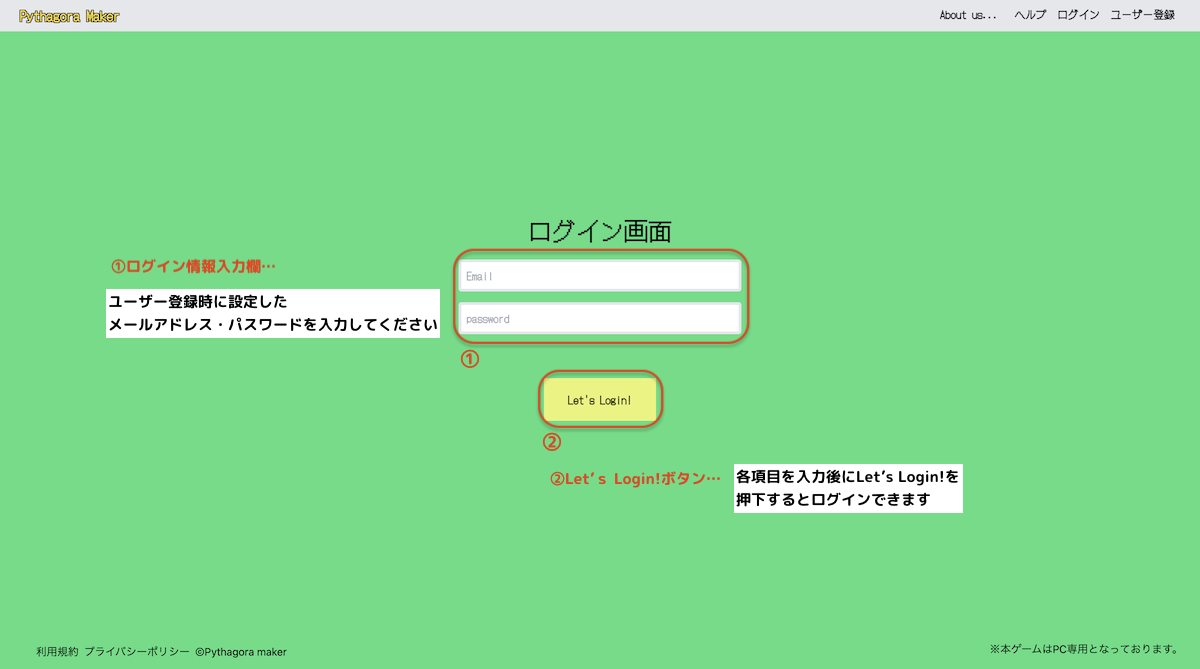 Pythagora Maker
About us... ヘルプ ログイン ユーザー登録
ログイン画面
①ログイン情報入力欄…
ユーザー登録時に設定した
メールアドレス・パスワードを入力してください
Email
password
①
Let's Login!
②
②Let’s Login!ボタン…
各項目を入力後にLet’s Login!を
押下するとログインできます
利用規約 プライバシーポリシー ©Pythagora maker
※本ゲームはPC専用となっております。